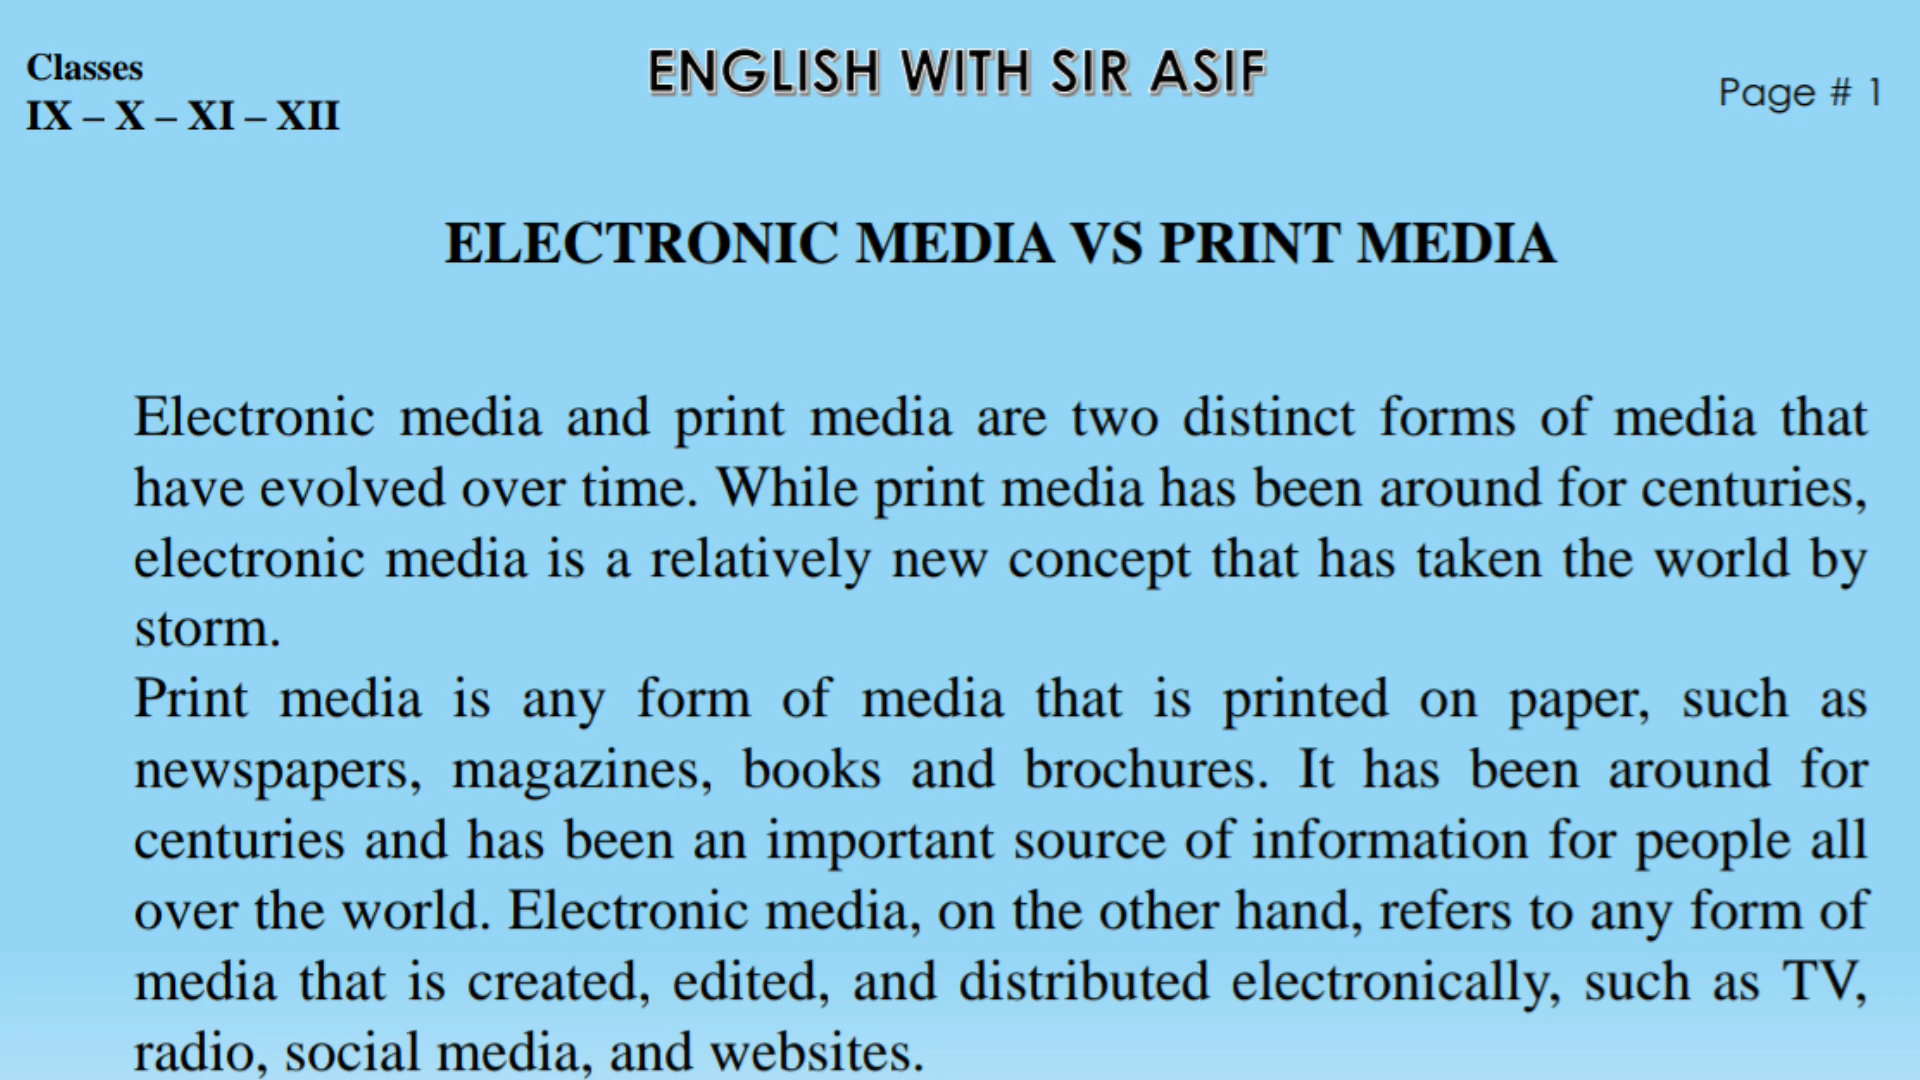 Classes
IX – X – XI – XII
ENGLISH WITH SIR ASIF
Page # 1
ELECTRONIC MEDIA VS PRINT MEDIA
Electronic media and print media are two distinct forms of media that
have evolved over time. While print media has been around for centuries,
electronic media is a relatively new concept that has taken the world by
storm.
Print media is any form of media that is printed on paper, such as
newspapers, magazines, books and brochures. It has been around for
centuries and has been an important source of information for people all
over the world. Electronic media, on the other hand, refers to any form of
media that is created, edited, and distributed electronically, such as TV,
radio, social media, and websites.